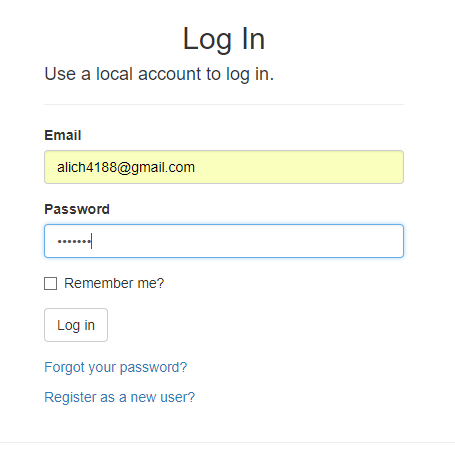 Log In
Use a local account to log in.
Email
alich4188@gmail.com
Password
•••••••
Remember me?
Log in
Forgot your password?
Register as a new user?